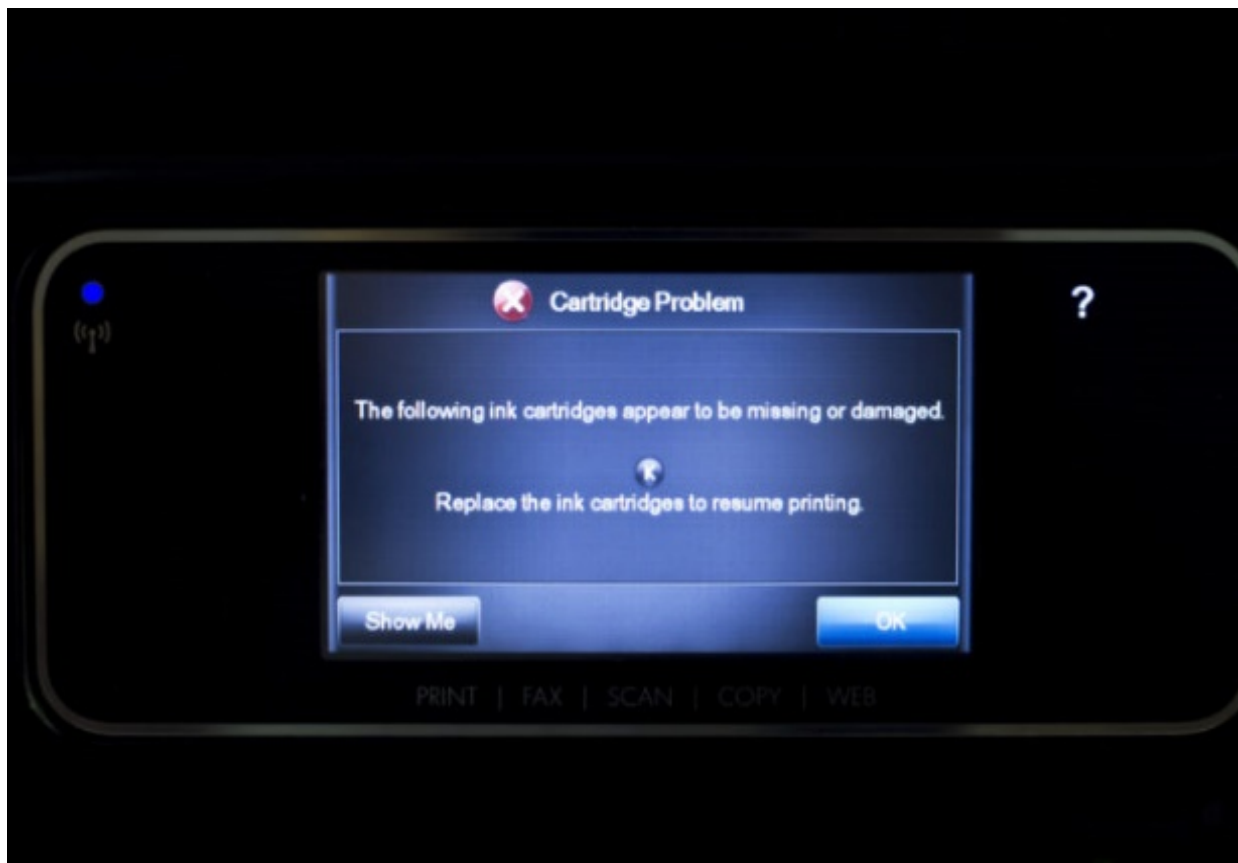 Cartridge Problem
?
The following ink cartridges appear to be missing or damaged.
K
Replace the ink cartridges to resume printing.
Show Me
OK
PRINT | FAX | SCAN | COPY | WEB